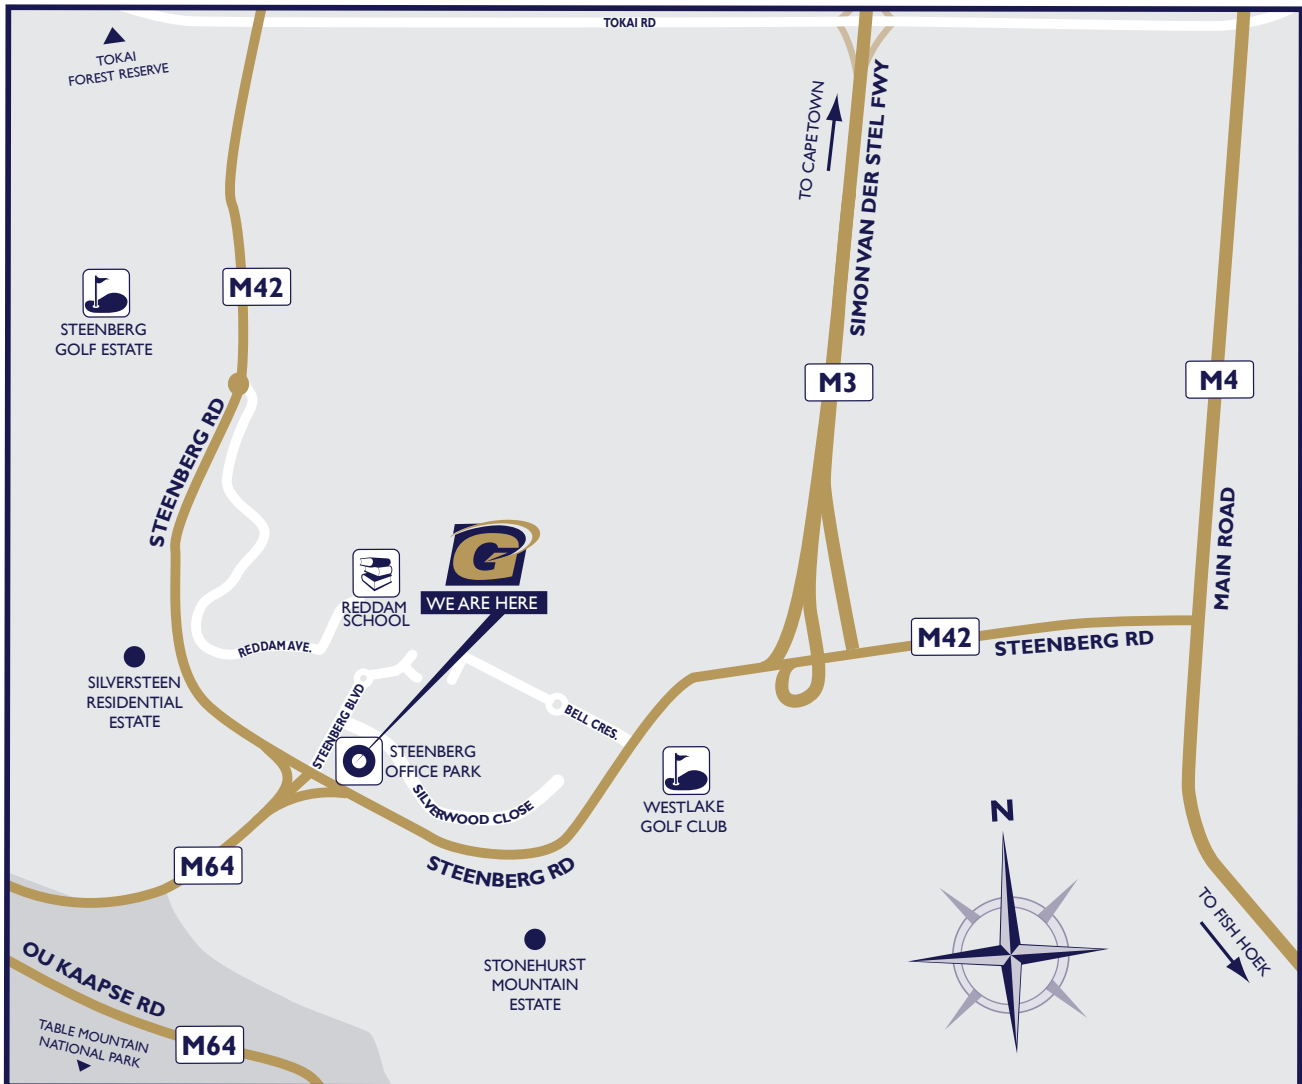 TOKAI RD
TOKAI
FOREST RESERVE
TO CAPE TOWN
SIMON VAN DER STEL FWY
M42
STEENBERG
GOLF ESTATE
M3
M4
STEENBERG RD
MAIN ROAD
G
WE ARE HERE
REDDAM
SCHOOL
REDDAM AVE.
M42
STEENBERG RD
SILVERSTEEN
RESIDENTIAL
ESTATE
STEENBERG BLVD
BELL CRES.
STEENBERG
OFFICE PARK
SILVERWOOD CLOSE
WESTLAKE
GOLF CLUB
N
M64
STEENBERG RD
TO FISH HOEK
OU KAAPSE RD
STONEHURST
MOUNTAIN
ESTATE
TABLE MOUNTAIN
NATIONAL PARK
M64